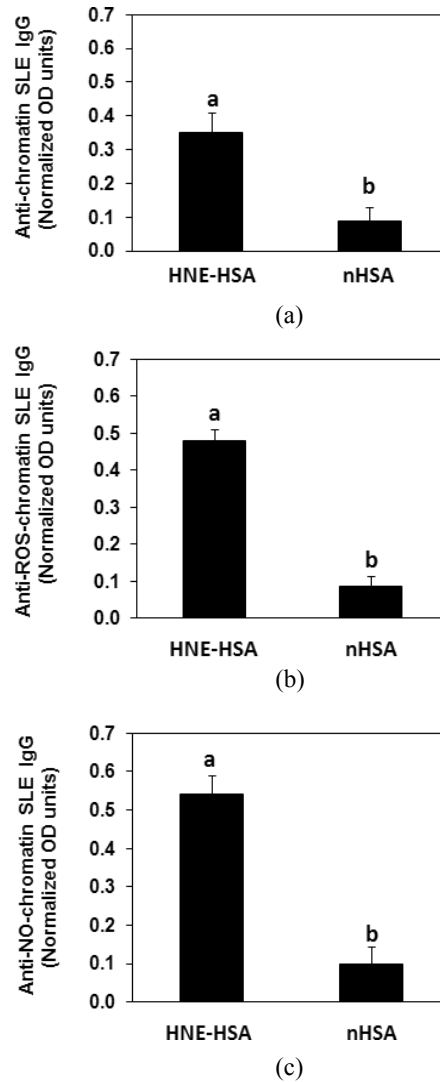 Anti-chromatin SLE IgG
(Normalized OD units)
0.7
0.6
0.5
0.4
0.3
0.2
0.1
0.0
a
b
HNE-HSA nHSA
(a)
Anti-ROS-chromatin SLE IgG
(Normalized OD units)
0.7
0.6
0.5
0.4
0.3
0.2
0.1
0.0
a
b
HNE-HSA nHSA
(b)
Anti-NO-chromatin SLE IgG
(Normalized OD units)
0.7
0.6
0.5
0.4
0.3
0.2
0.1
0.0
a
b
HNE-HSA nHSA
(c)